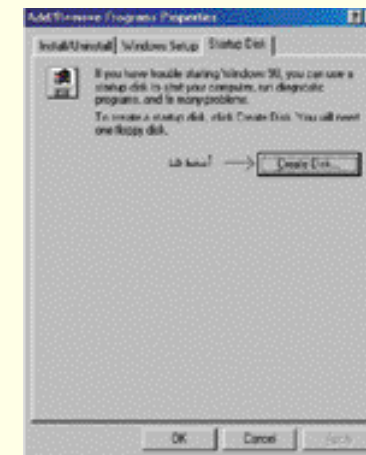 Add/Remove Programs Properties
Install/Uninstall Windows Setup Startup Disk
If you have trouble starting Windows 98, you can use a
startup disk to start your computer, run diagnostic
programs, and fix many problems.
To create a startup disk, click Create Disk. You will need
one floppy disk.
Create Disk...
OK Cancel Apply